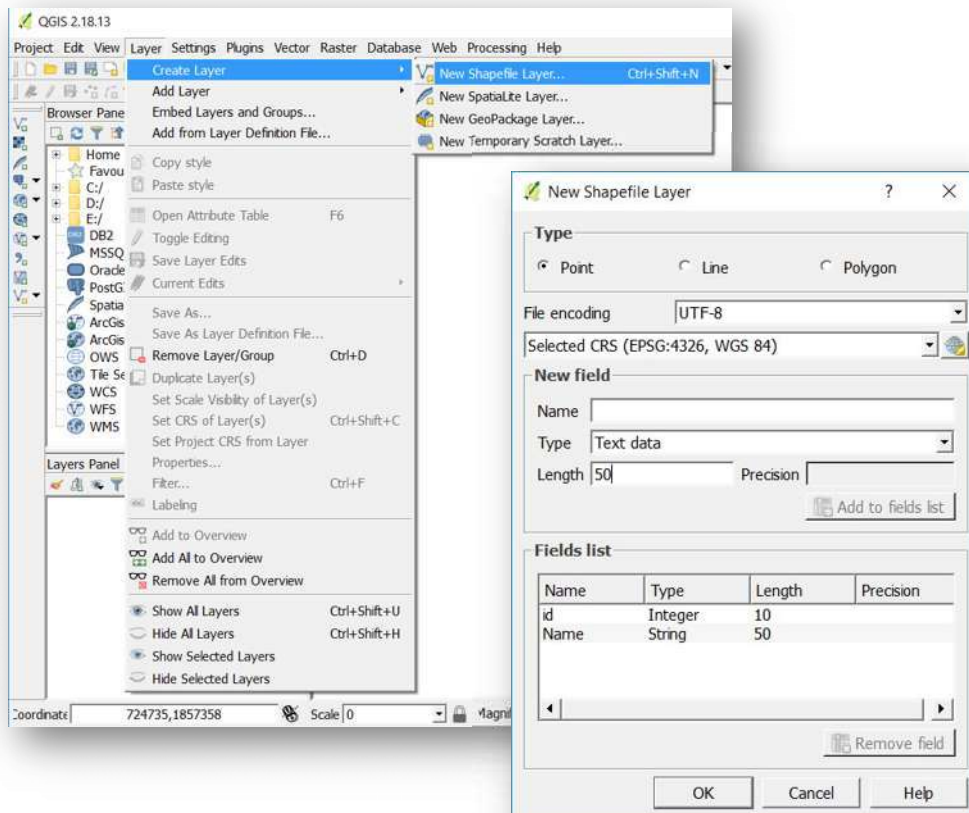 QGIS 2.18.13
Project Edit View Layer Settings Plugins Vector Raster Database Web Processing Help
Create Layer
New Shapefile Layer... Ctrl+Shift+N
Add Layer
New SpatiaLite Layer...
Embed Layers and Groups...
New GeoPackage Layer...
Add from Layer Definition File...
New Temporary Scratch Layer...
Browser Pane
Home
Favou
C:/
D:/
E:/
DB2
MSSQ
Oracle
PostG
Spatia
ArcGis
ArcGis
OWS
Tile Se
WCS
WFS
WMS
Copy style
Paste style
Open Attribute Table F6
Toggle Editing
Save Layer Edits
Current Edits
Save As...
Save As Layer Definition File...
Remove Layer/Group Ctrl+D
Duplicate Layer(s)
Set Scale Visibility of Layer(s)
Set CRS of Layer(s) Ctrl+Shift+C
Set Project CRS from Layer
Properties...
Filter... Ctrl+F
Labeling
Add to Overview
Add All to Overview
Remove All from Overview
Show All Layers Ctrl+Shift+U
Hide All Layers Ctrl+Shift+H
Show Selected Layers
Hide Selected Layers
Layers Panel
Coordinate 724735,1857358 Scale 0 Magni
New Shapefile Layer ? ×
Type
Point Line Polygon
File encoding UTF-8
Selected CRS (EPSG:4326, WGS 84)
New field
Name
Type Text data
Length 50 Precision
Add to fields list
Fields list
Name Type Length Precision
id Integer 10
Name String 50
Remove field
OK Cancel Help